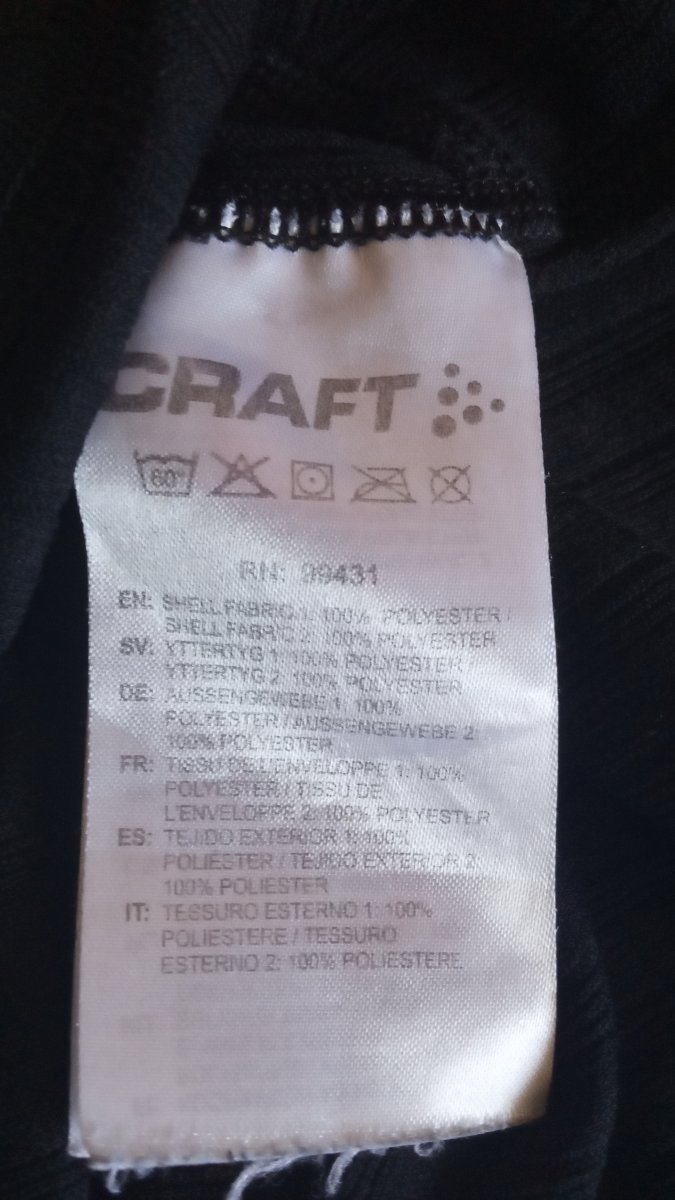 CRAFT
60°
RN: 99431
EN: SHELL FABRIC 1: 100% POLYESTER /
SHELL FABRIC 2: 100% POLYESTER
SV: YTTERTYG 1: 100% POLYESTER /
YTTERTYG 2: 100% POLYESTER
DE: AUSSENGEWEBE 1: 100%
POLYESTER / AUSSENGEWEBE 2:
100% POLYESTER
FR: TISSU DE L'ENVELOPPE 1: 100%
POLYESTER / TISSU DE
L'ENVELOPPE 2: 100% POLYESTER
ES: TEJIDO EXTERIOR 1: 100%
POLIESTER / TEJIDO EXTERIOR 2:
100% POLIESTER
IT: TESSURO ESTERNO 1: 100%
POLIESTERE / TESSURO
ESTERNO 2: 100% POLIESTERE